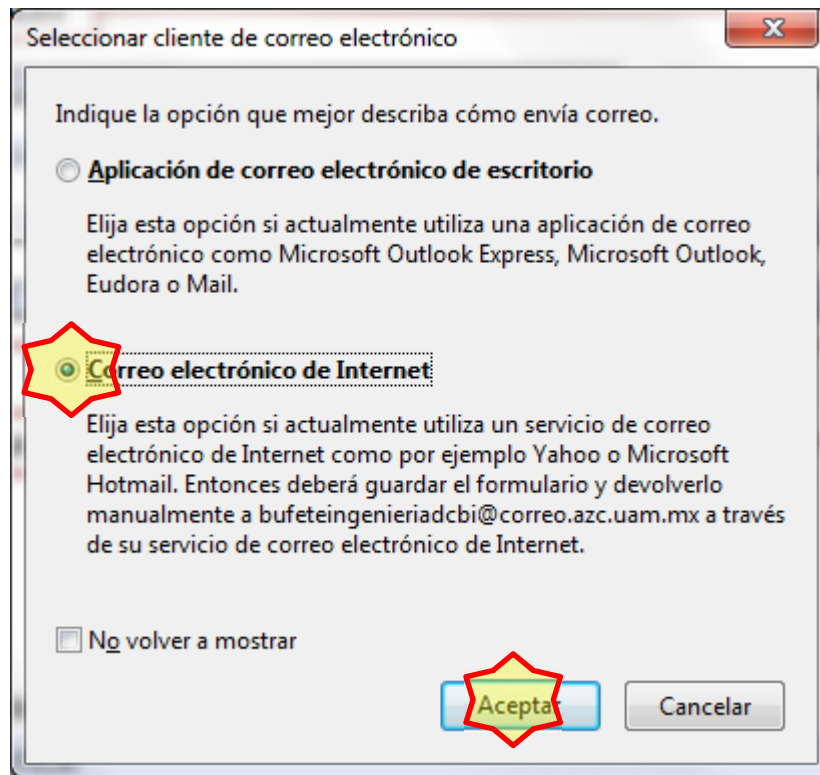 Seleccionar cliente de correo electrónico
Indique la opción que mejor describa cómo envía correo.
Aplicación de correo electrónico de escritorio
Elija esta opción si actualmente utiliza una aplicación de correo
electrónico como Microsoft Outlook Express, Microsoft Outlook,
Eudora o Mail.
Correo electrónico de Internet
Elija esta opción si actualmente utiliza un servicio de correo
electrónico de Internet como por ejemplo Yahoo o Microsoft
Hotmail. Entonces deberá guardar el formulario y devolverlo
manualmente a bufeteingenieriadcbi@correo.azc.uam.mx a través
de su servicio de correo electrónico de Internet.
No volver a mostrar
Aceptar
Cancelar